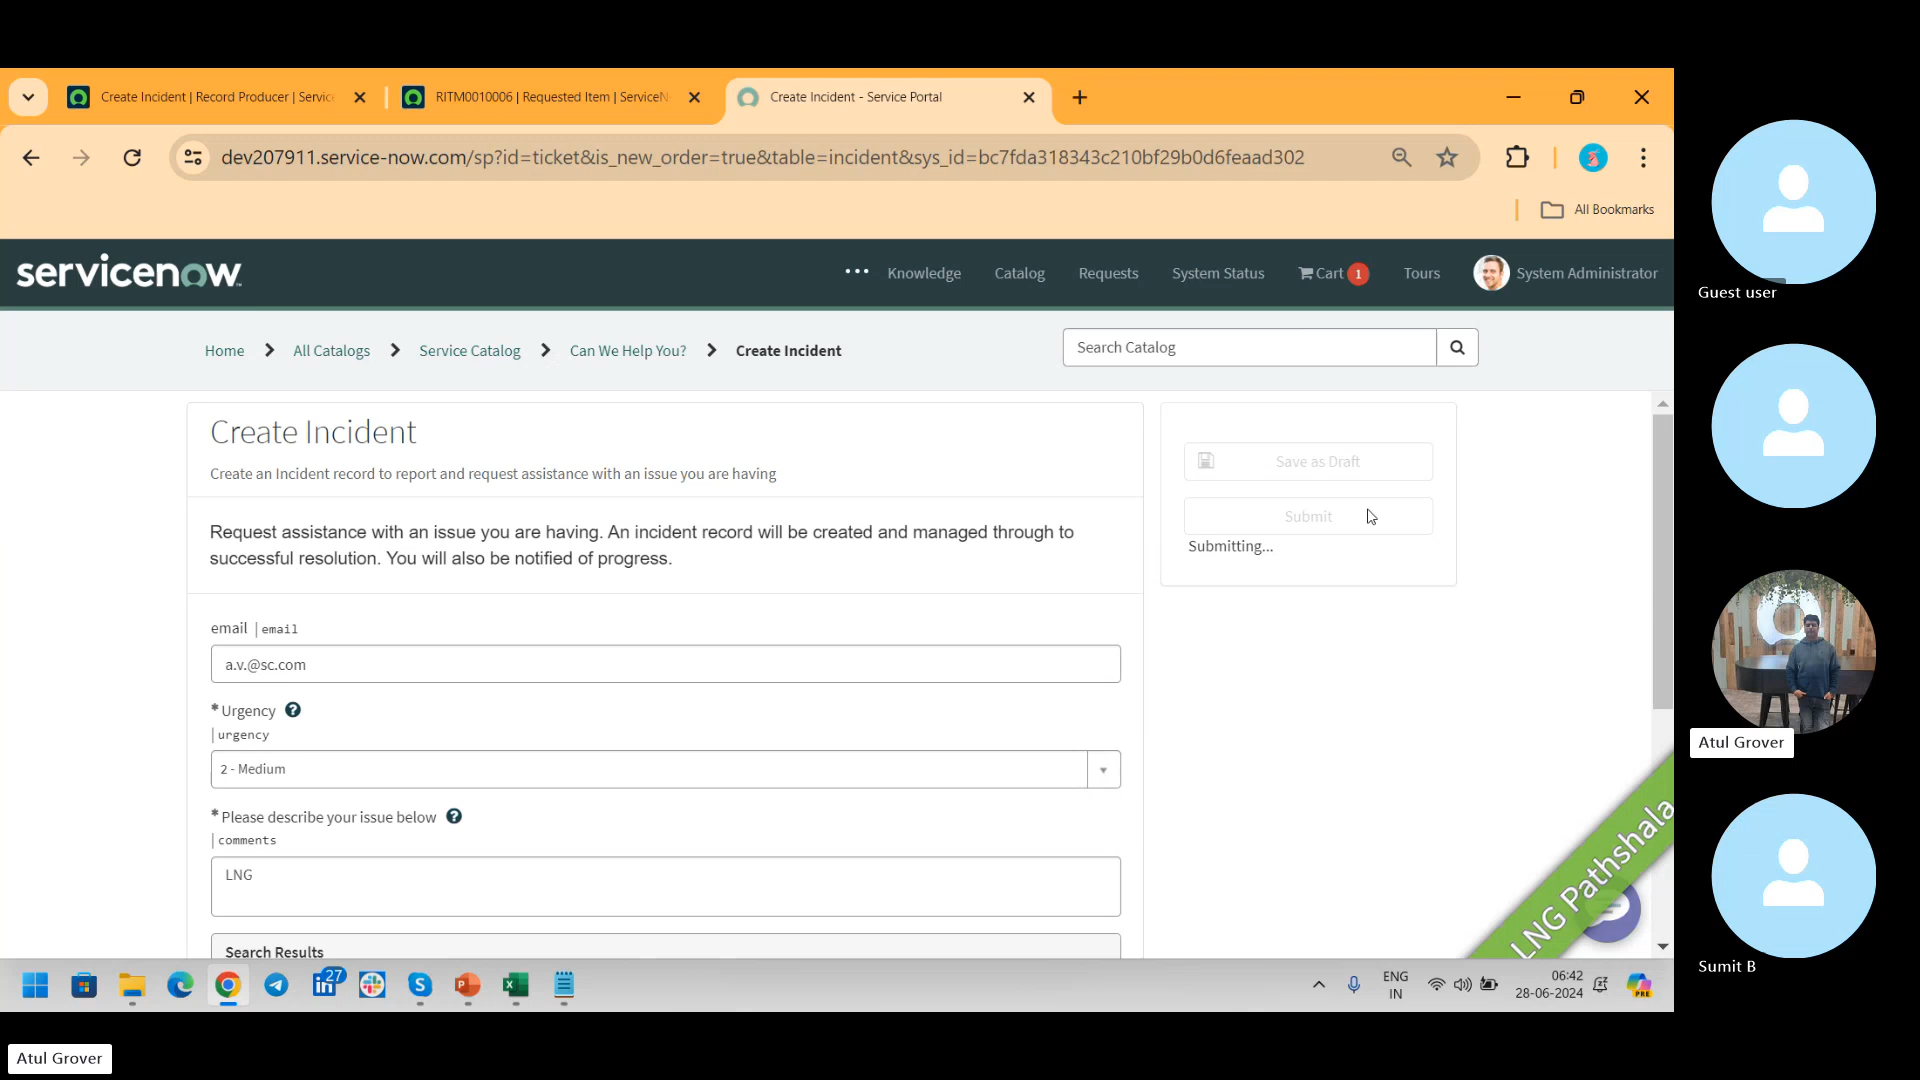 Create Incident | Record Producer | Service
RITM0010006 | Requested Item | ServiceN
Create Incident - Service Portal
dev207911.service-now.com/sp?id=ticket&is_new_order=true&table=incident&sys_id=bc7fda318343c210bf29b0d6feaad302
All Bookmarks
servicenow
Knowledge
Catalog
Requests
System Status
Cart 1
Tours
System Administrator
Home
All Catalogs
Service Catalog
Can We Help You?
Create Incident
Search Catalog
Create Incident
Create an Incident record to report and request assistance with an issue you are having
Save as Draft
Submit
Submitting...
Request assistance with an issue you are having. An incident record will be created and managed through to
successful resolution. You will also be notified of progress.
email | email
a.v.@sc.com
* Urgency
| urgency
2 - Medium
* Please describe your issue below
| comments
LNG
Search Results
LNG Pathshala
27
ENG
IN
06:42
28-06-2024
PRE
Guest user
Atul Grover
Sumit B
Atul Grover